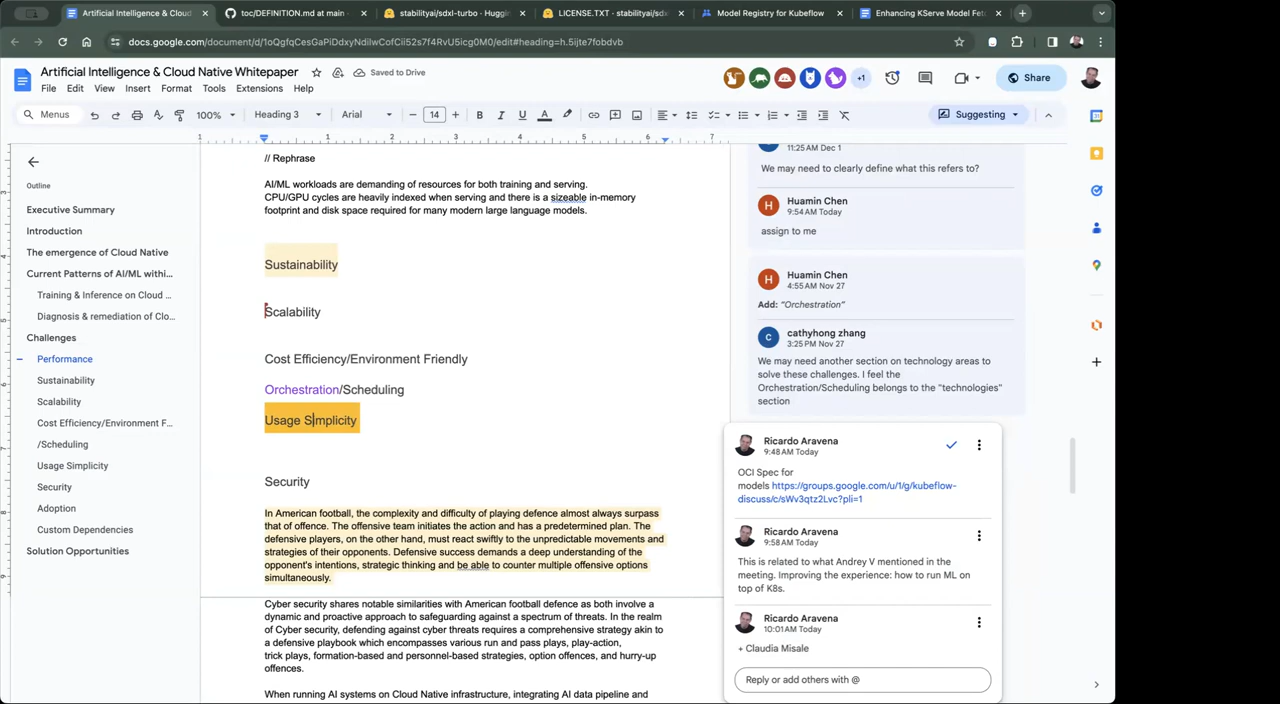 Artificial Intelligence & Cloud
toc/DEFINITION.md at main ·
stabilityai/sdxl-turbo · Huggi
LICENSE.TXT · stabilityai/sdx
Model Registry for Kubeflow
Enhancing KServe Model Fet
docs.google.com/document/d/1oQgfqCesGaPiDdxyNdiIwCofCii52s7f4RvU5icg0M0/edit#heading=h.5ijte7fobdvb
Artificial Intelligence & Cloud Native Whitepaper
Saved to Drive
File Edit View Insert Format Tools Extensions Help
+1
Share
Menus
100%
Heading 3
Arial
14
B I U A
Suggesting
1 1 2 3 4 5 6 7
Outline
Executive Summary
Introduction
The emergence of Cloud Native
Current Patterns of AI/ML withi...
Training & Inference on Cloud ...
Diagnosis & remediation of Clo...
Challenges
Performance
Sustainability
Scalability
Cost Efficiency/Environment F...
/Scheduling
Usage Simplicity
Security
Adoption
Custom Dependencies
Solution Opportunities
// Rephrase
AI/ML workloads are demanding of resources for both training and serving.
CPU/GPU cycles are heavily indexed when serving and there is a sizeable in-memory
footprint and disk space required for many modern large language models.
Sustainability
Scalability
Cost Efficiency/Environment Friendly
Orchestration/Scheduling
Usage Simplicity
Security
In American football, the complexity and difficulty of playing defence almost always surpass
that of offence. The offensive team initiates the action and has a predetermined plan. The
defensive players, on the other hand, must react swiftly to the unpredictable movements and
strategies of their opponents. Defensive success demands a deep understanding of the
opponent's intentions, strategic thinking and be able to counter multiple offensive options
simultaneously.
Cyber security shares notable similarities with American football defence as both involve a
dynamic and proactive approach to safeguarding against a spectrum of threats. In the realm
of Cyber security, defending against cyber threats requires a comprehensive strategy akin to
a defensive playbook which encompasses various run and pass plays, play-action,
trick plays, formation-based and personnel-based strategies, option offences, and hurry-up
offences.
When running AI systems on Cloud Native infrastructure, integrating AI data pipeline and
11:25 AM Dec 1
We may need to clearly define what this refers to?
H
Huamin Chen
9:54 AM Today
assign to me
H
Huamin Chen
4:55 AM Nov 27
Add: "Orchestration"
C
cathyhong zhang
3:25 PM Nov 27
We may need another section on technology areas to
solve these challenges. I feel the
Orchestration/Scheduling belongs to the "technologies"
section
Ricardo Aravena
9:48 AM Today
OCI Spec for
models https://groups.google.com/u/1/g/kubeflow-
discuss/c/sWv3qtz2Lvc?pli=1
Ricardo Aravena
9:58 AM Today
This is related to what Andrey V mentioned in the
meeting. Improving the experience: how to run ML on
top of K8s.
Ricardo Aravena
10:01 AM Today
+ Claudia Misale
Reply or add others with @